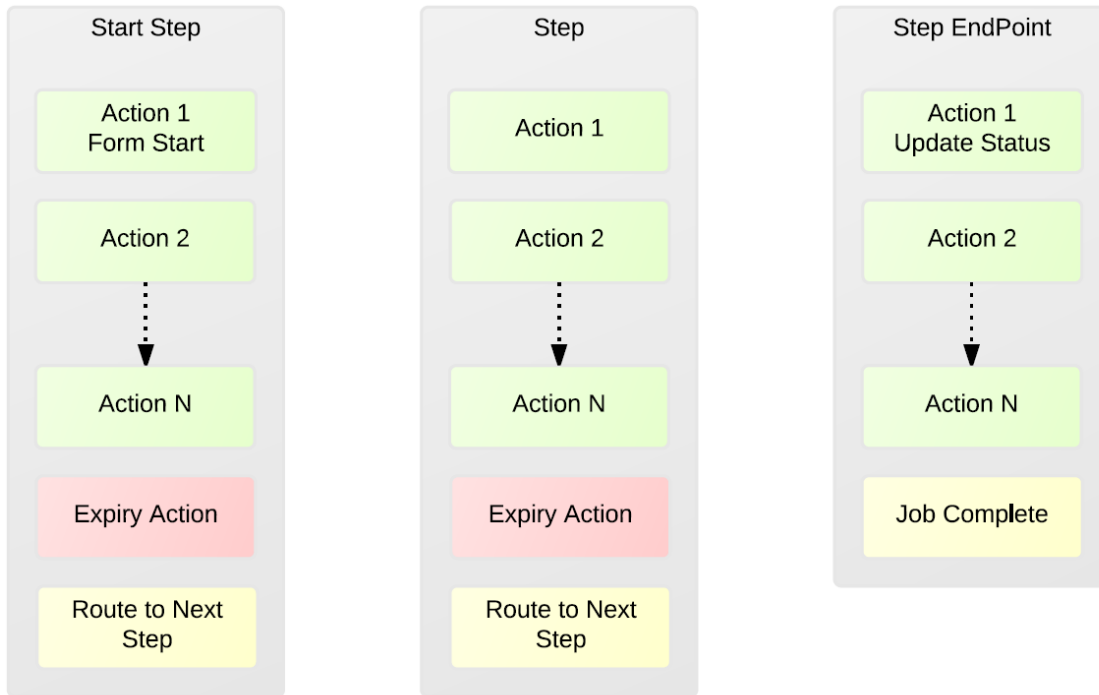 Start Step
Action 1
Form Start
Action 2
Action N
Expiry Action
Route to Next
Step
Step
Action 1
Action 2
Action N
Expiry Action
Route to Next
Step
Step EndPoint
Action 1
Update Status
Action 2
Action N
Job Complete